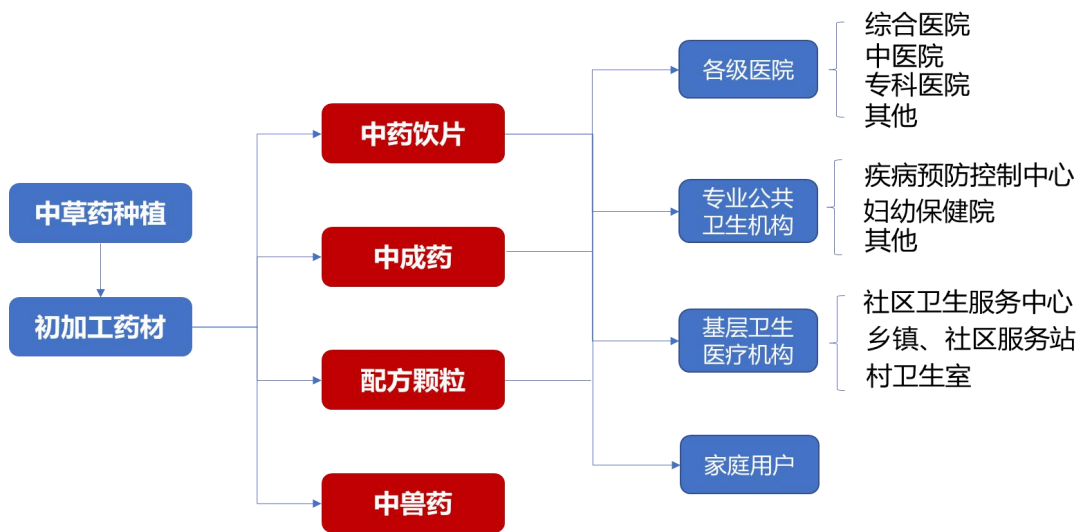 中草药种植
初加工药材
中药饮片
中成药
配方颗粒
中兽药
各级医院
综合医院
中医院
专科医院
其他
专业公共
卫生机构
疾病预防控制中心
妇幼保健院
其他
基层卫生
医疗机构
社区卫生服务中心
乡镇、社区服务站
村卫生室
家庭用户